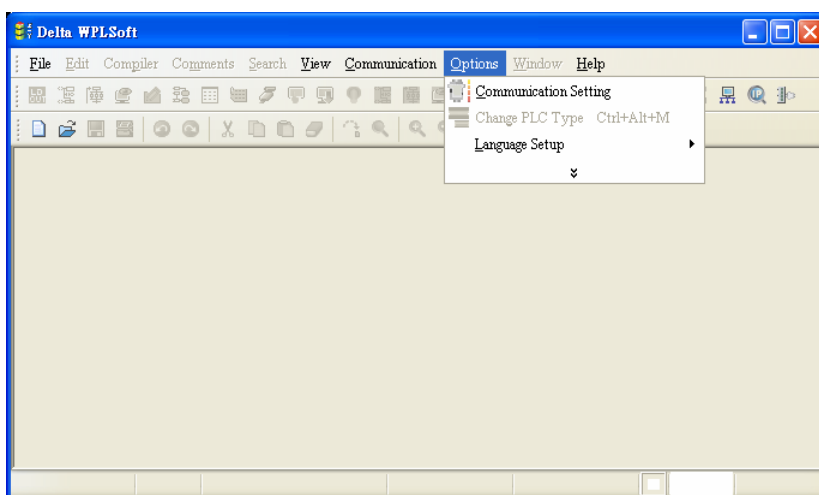 Delta WPLSoft
File Edit Compiler Comments Search View Communication Options Window Help
Communication Setting
Change PLC Type Ctrl+Alt+M
Language Setup